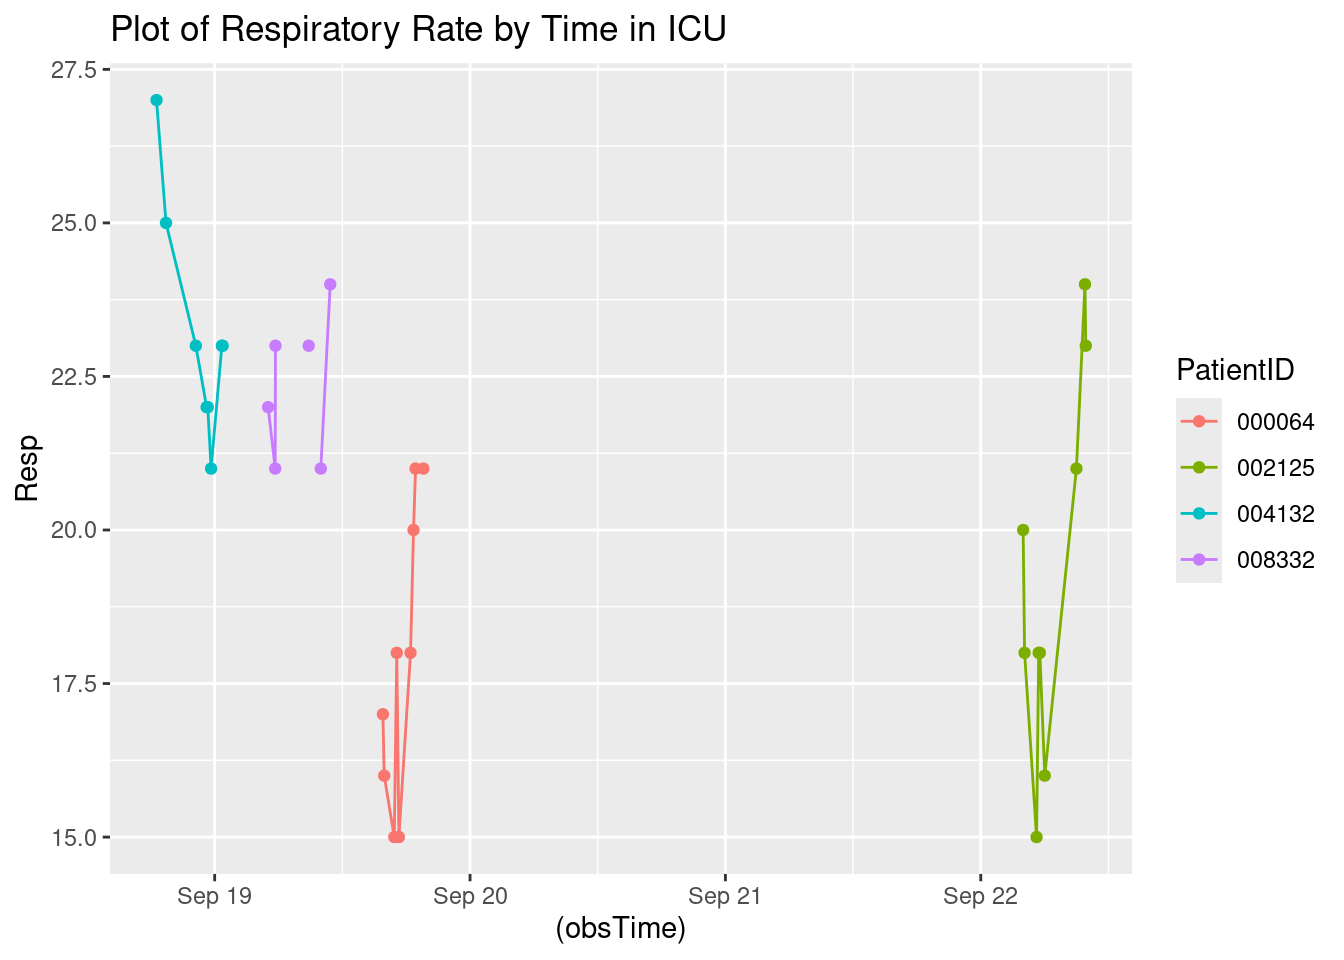 Plot of Respiratory Rate by Time in ICU
27.5
25.0
22.5
20.0
17.5
15.0
Resp
Sep 19 Sep 20 Sep 21 Sep 22
(obsTime)
PatientID
000064
002125
004132
008332